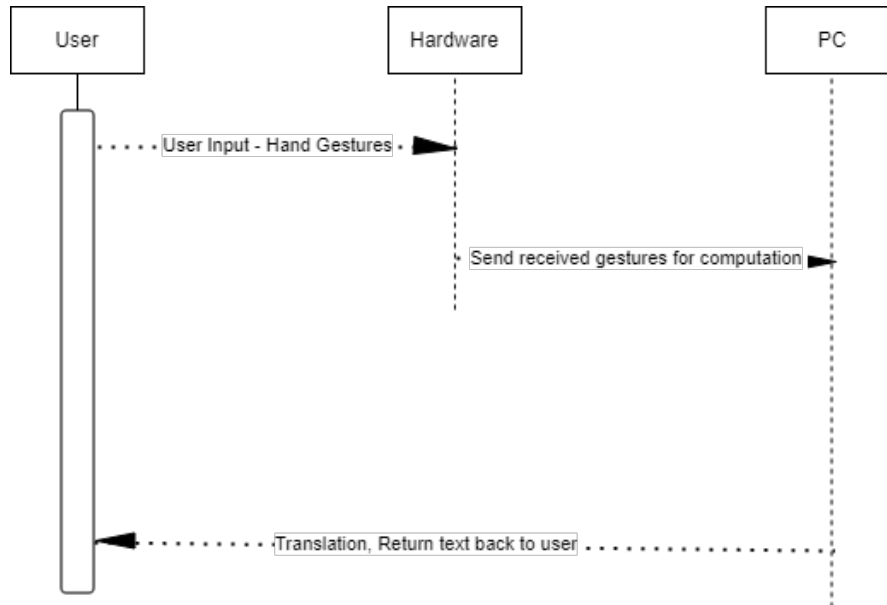 User
Hardware
PC
User Input - Hand Gestures
Send received gestures for computation
Translation, Return text back to user